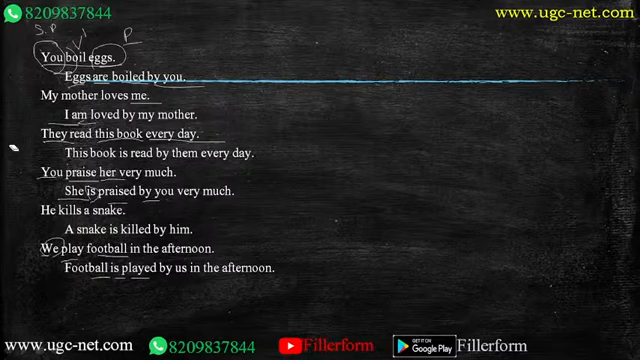 8209837844
www.ugc-net.com
S.P
V1
P
You boil eggs.
Eggs are boiled by you.
My mother loves me.
I am loved by my mother.
They read this book every day.
This book is read by them every day.
You praise her very much.
She is praised by you very much.
He kills a snake.
A snake is killed by him.
We play football in the afternoon.
Football is played by us in the afternoon.
www.ugc-net.com
8209837844
Fillerform
GET IT ON
Google Play
Fillerform